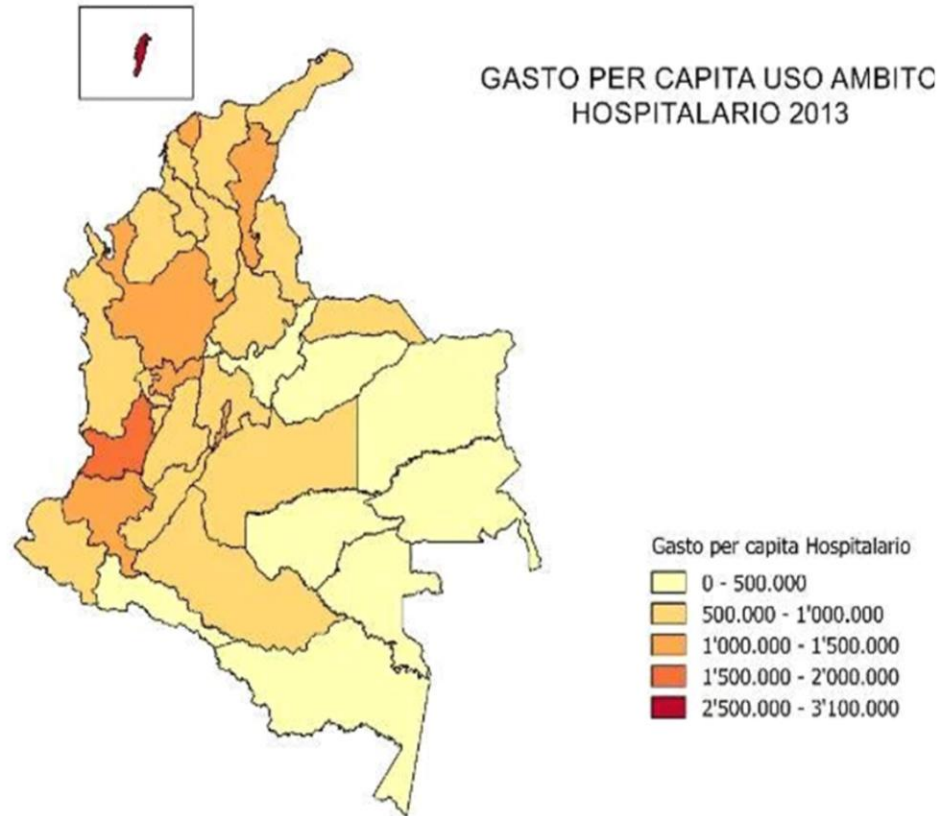 GASTO PER CAPITA USO AMBITO
HOSPITALARIO 2013
Gasto per capita Hospitalario
0 - 500.000
500.000 - 1'000.000
1'000.000 - 1'500.000
1'500.000 - 2'000.000
2'500.000 - 3'100.000